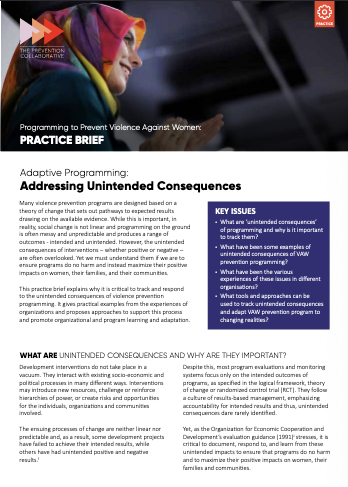 PRACTICE
THE PREVENTION
COLLABORATIVE
Programming to Prevent Violence Against Women:
PRACTICE BRIEF
Adaptive Programming:
Addressing Unintended Consequences
Many violence prevention programs are designed based on a
theory of change that sets out pathways to expected results
drawing on the available evidence. While this is important, in
reality, social change is not linear and programming on the ground
is often messy and unpredictable and produces a range of
outcomes - intended and unintended. However, the unintended
consequences of interventions – whether positive or negative –
are often overlooked. Yet we must understand them if we are to
ensure programs do no harm and instead maximize their positive
impacts on women, their families, and their communities.
This practice brief explains why it is critical to track and respond
to the unintended consequences of violence prevention
programming. It gives practical examples from the experiences of
organizations and proposes approaches to support this process
and promote organizational and program learning and adaptation.
KEY ISSUES
• What are ‘unintended consequences’
of programming and why is it important
to track them?
• What have been some examples of
unintended consequences of VAW
prevention programming?
• What have been the various
experiences of these issues in different
organisations?
• What tools and approaches can be
used to track unintended consequences
and adapt VAW prevention program to
changing realities?
WHAT ARE UNINTENDED CONSEQUENCES AND WHY ARE THEY IMPORTANT?
Development interventions do not take place in a
vacuum. They interact with existing socio-economic and
political processes in many different ways. Interventions
may introduce new resources, challenge or reinforce
hierarchies of power, or create risks and opportunities
for the individuals, organizations and communities
involved.
The ensuing processes of change are neither linear nor
predictable and, as a result, some development projects
have failed to achieve their intended results, while
others have had unintended positive and negative
results.¹
Despite this, most program evaluations and monitoring
systems focus only on the intended outcomes of
programs, as specified in the logical framework, theory
of change or randomized control trial (RCT). They follow
a culture of results-based management, emphasizing
accountability for intended results and thus, unintended
consequences are rarely identified.
Yet, as the Organization for Economic Cooperation and
Development's evaluation guidance (1991) stresses, it is
critical to document, respond to, and learn from these
unintended impacts to ensure that programs do no harm
and to maximize their positive impacts on women, their
families and communities.